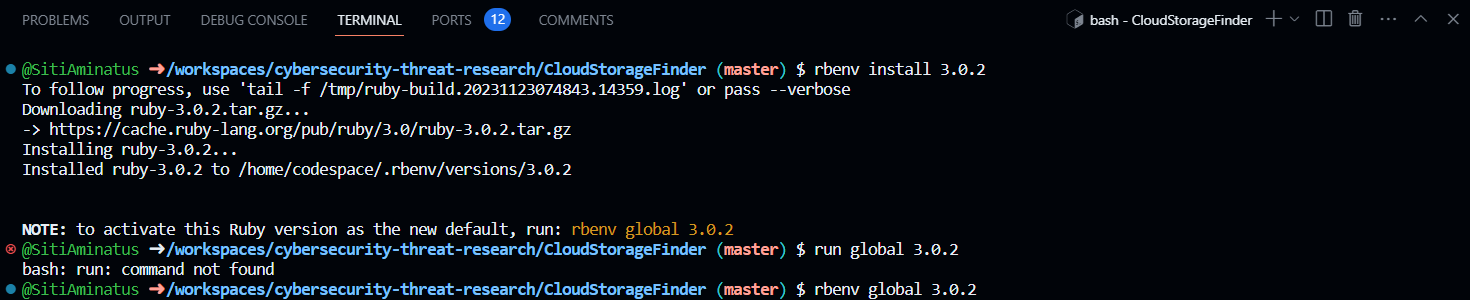 PROBLEMS OUTPUT DEBUG CONSOLE TERMINAL PORTS 12 COMMENTS bash - CloudStorageFinder
@SitiAminatus ➜/workspaces/cybersecurity-threat-research/CloudStorageFinder (master) $ rbenv install 3.0.2
To follow progress, use 'tail -f /tmp/ruby-build.20231123074843.14359.log' or pass --verbose
Downloading ruby-3.0.2.tar.gz...
-> https://cache.ruby-lang.org/pub/ruby/3.0/ruby-3.0.2.tar.gz
Installing ruby-3.0.2...
Installed ruby-3.0.2 to /home/codespace/.rbenv/versions/3.0.2
NOTE: to activate this Ruby version as the new default, run: rbenv global 3.0.2
@SitiAminatus ➜/workspaces/cybersecurity-threat-research/CloudStorageFinder (master) $ run global 3.0.2
bash: run: command not found
@SitiAminatus ➜/workspaces/cybersecurity-threat-research/CloudStorageFinder (master) $ rbenv global 3.0.2